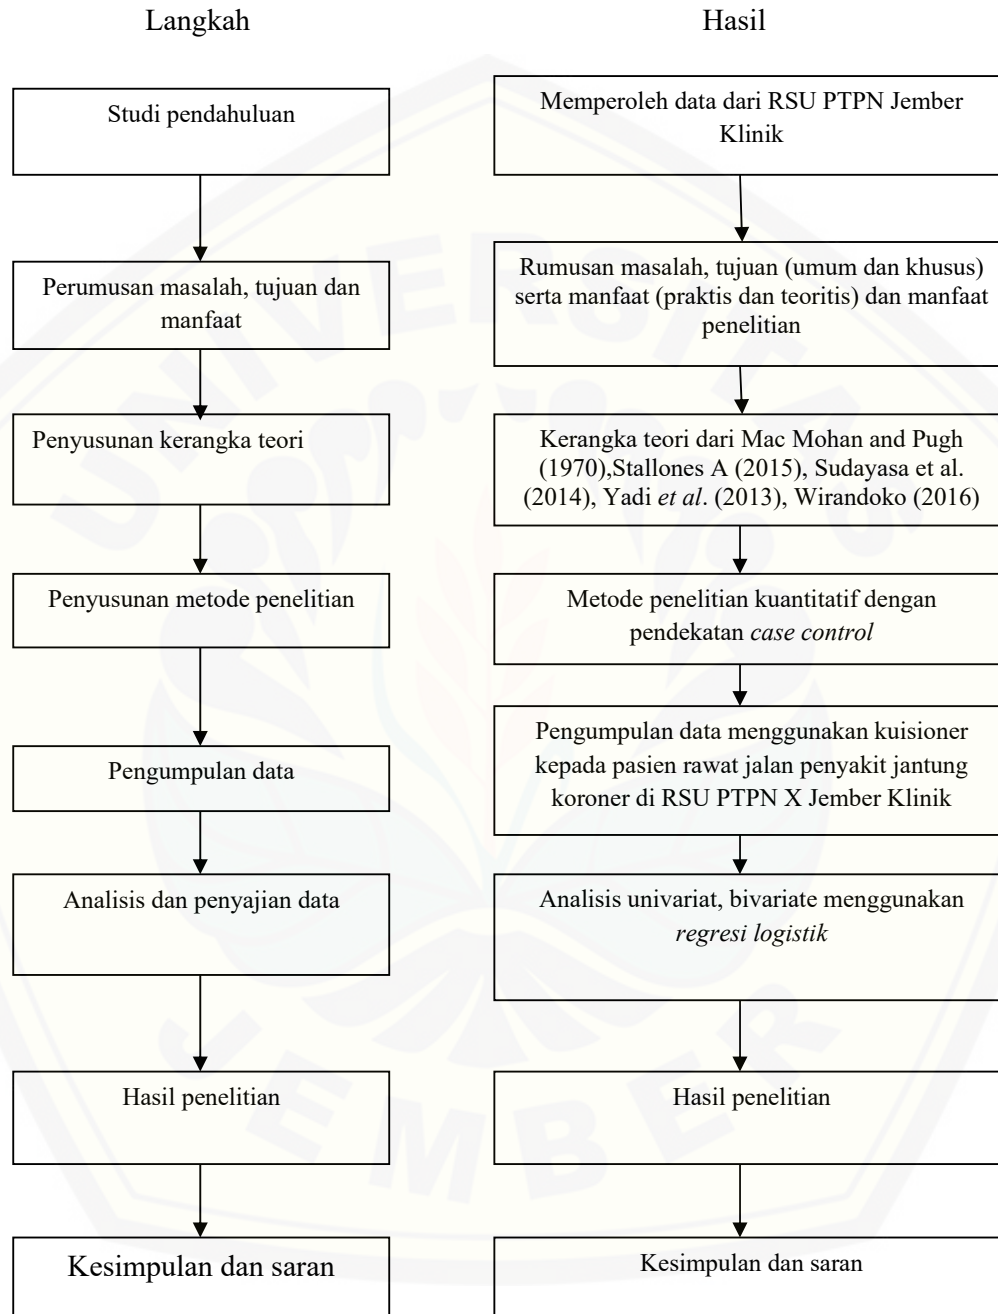 Langkah
Hasil
Studi pendahuluan
Memperoleh data dari RSU PTPN Jember
Klinik
Perumusan masalah, tujuan dan
manfaat
Rumusan masalah, tujuan (umum dan khusus)
serta manfaat (praktis dan teoritis) dan manfaat
penelitian
Penyusunan kerangka teori
Kerangka teori dari Mac Mohan and Pugh
(1970),Stallones A (2015), Sudayasa et al.
(2014), Yadi et al. (2013), Wirandoko (2016)
Penyusunan metode penelitian
Metode penelitian kuantitatif dengan
pendekatan case control
Pengumpulan data
Pengumpulan data menggunakan kuisioner
kepada pasien rawat jalan penyakit jantung
koroner di RSU PTPN X Jember Klinik
Analisis dan penyajian data
Analisis univariat, bivariate menggunakan
regresi logistik
Hasil penelitian
Hasil penelitian
Kesimpulan dan saran
Kesimpulan dan saran
UNIVERSITAS
JEMBER